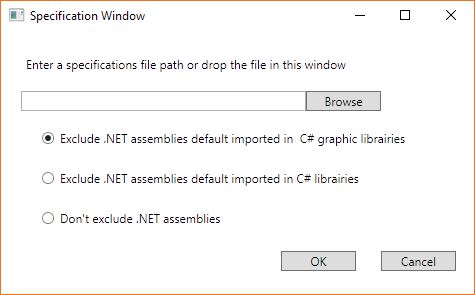 Specification Window
Enter a specifications file path or drop the file in this window
Browse
Exclude .NET assemblies default imported in  C# graphic librairies
Exclude .NET assemblies default imported in C# librairies
Don't exclude .NET assemblies
OK
Cancel